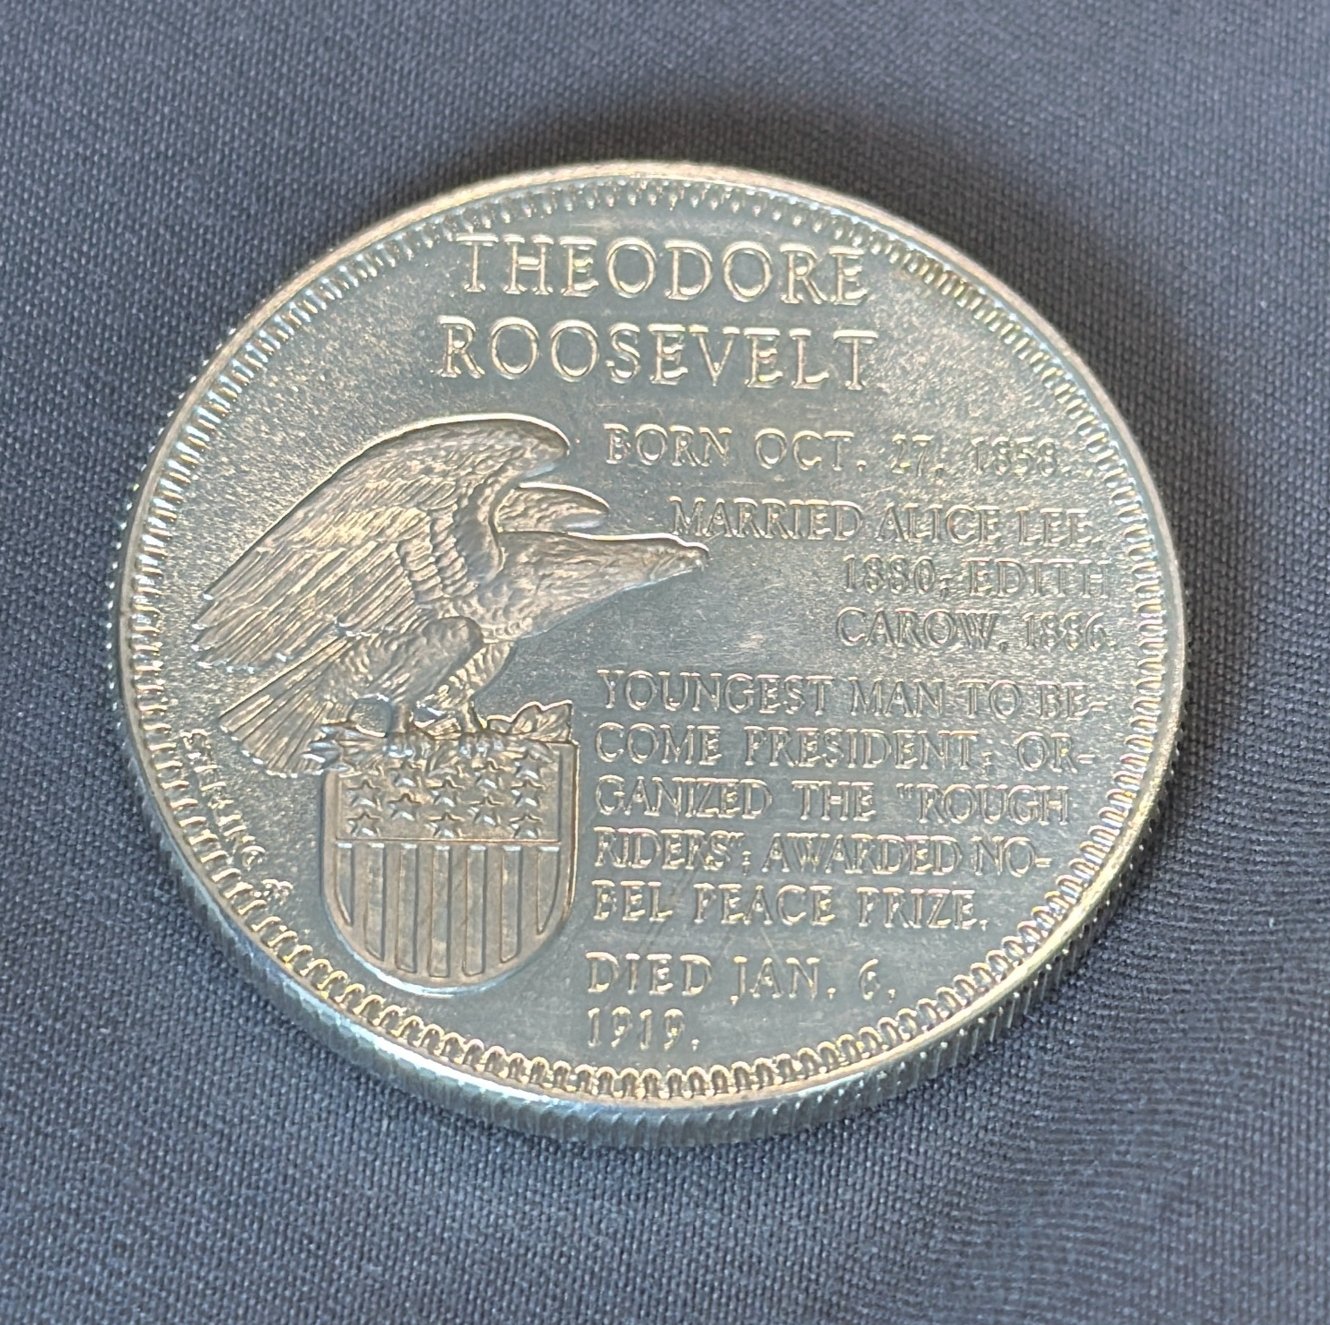 THEODORE
ROOSEVELT
BORN OCT. 27, 1858
MARRIED ALICE LEE,
1880; EDITH
CAROW, 1886.
YOUNGEST MAN TO BE-
COME PRESIDENT; OR-
GANIZED THE "ROUGH
RIDERS"; AWARDED NO-
BEL PEACE PRIZE.
DIED JAN. 6,
1919.